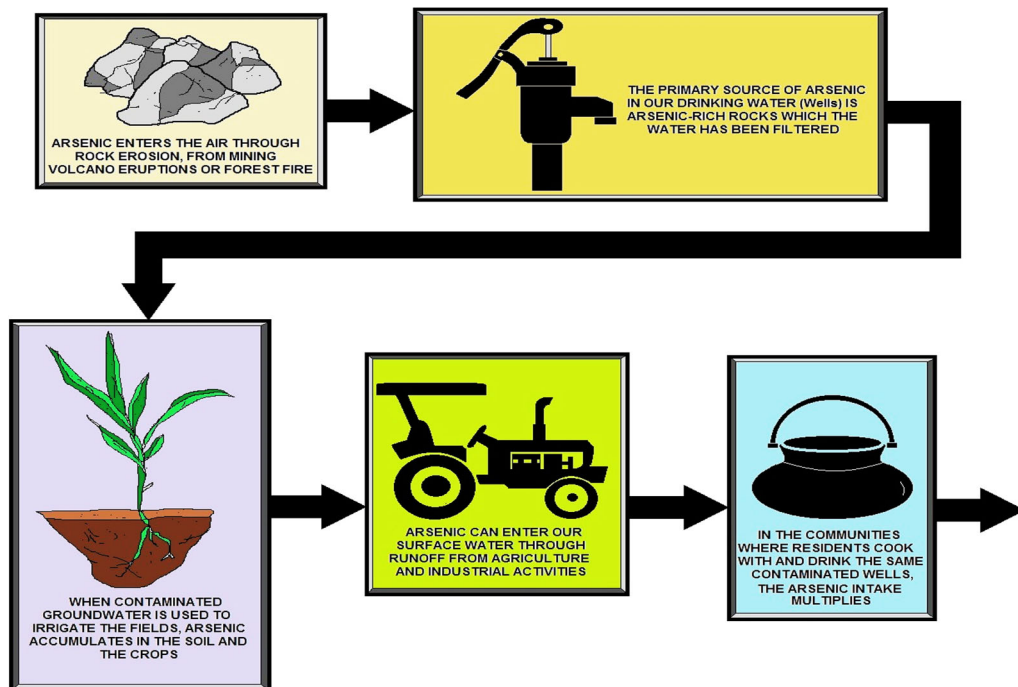 ARSENIC ENTERS THE AIR THROUGH
ROCK EROSION, FROM MINING
VOLCANO ERUPTIONS OR FOREST FIRE
THE PRIMARY SOURCE OF ARSENIC
IN OUR DRINKING WATER (Wells) IS
ARSENIC-RICH ROCKS WHICH THE
WATER HAS BEEN FILTERED
WHEN CONTAMINATED
GROUNDWATER IS USED TO
IRRIGATE THE FIELDS, ARSENIC
ACCUMULATES IN THE SOIL AND
THE CROPS
ARSENIC CAN ENTER OUR
SURFACE WATER THROUGH
RUNOFF FROM AGRICULTURE
AND INDUSTRIAL ACTIVITIES
IN THE COMMUNITIES
WHERE RESIDENTS COOK
WITH AND DRINK THE SAME
CONTAMINATED WELLS,
THE ARSENIC INTAKE
MULTIPLIES